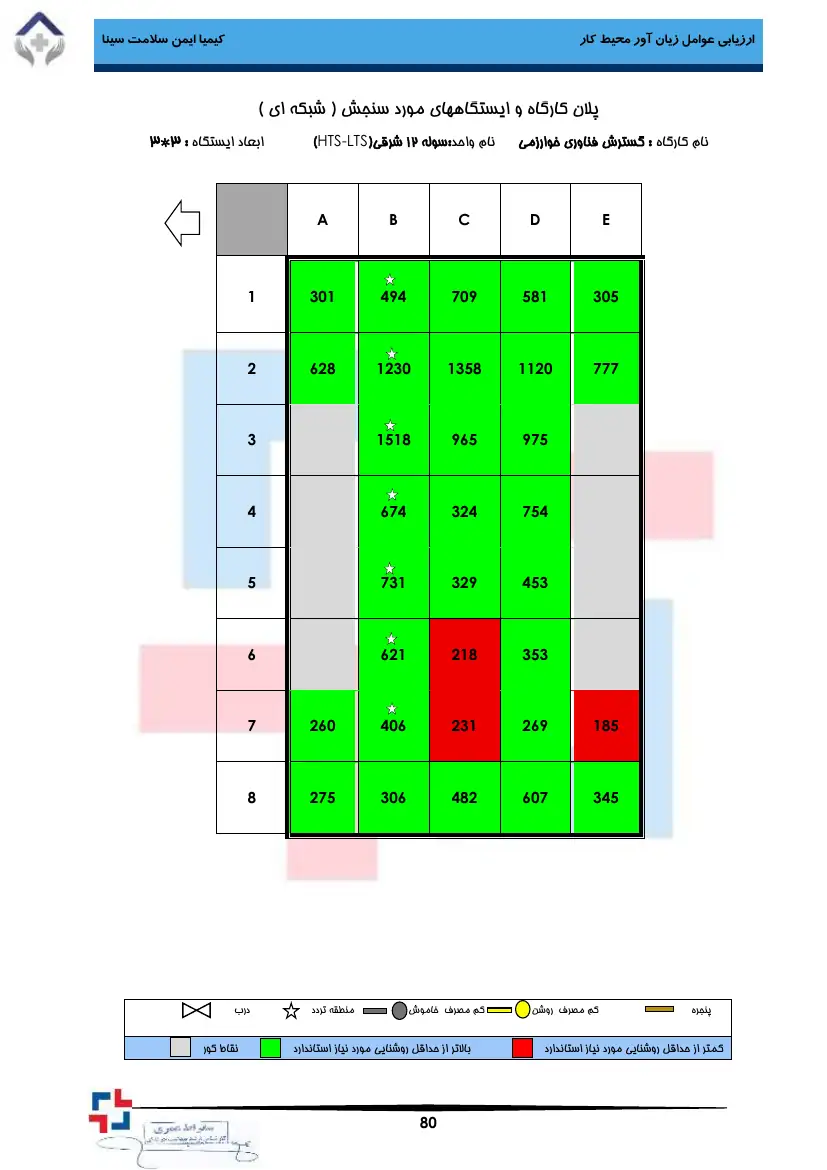 ارزیابی عوامل زیان آور محیط کار
کیمیا ایمن سلامت سینا
پلان کارگاه و ایستگاههای مورد سنجش ( شبکه ای )
نام کارگاه : گسترش فناوری خوارزمی نام واحد:سوله ۱۲ شرقی(HTS-LTS) ابعاد ایستگاه : ۳*۳
A B C D E
1 301 494 709 581 305
2 628 1230 1358 1120 777
3 1518 965 975
4 674 324 754
5 731 329 453
6 621 218 353
7 260 406 231 269 185
8 275 306 482 607 345
پنجره کم مصرف روشن کم مصرف خاموش منطقه تردد درب
کمتر از حداقل روشنایی مورد نیاز استاندارد بالاتر از حداقل روشنایی مورد نیاز استاندارد نقاط کور
80